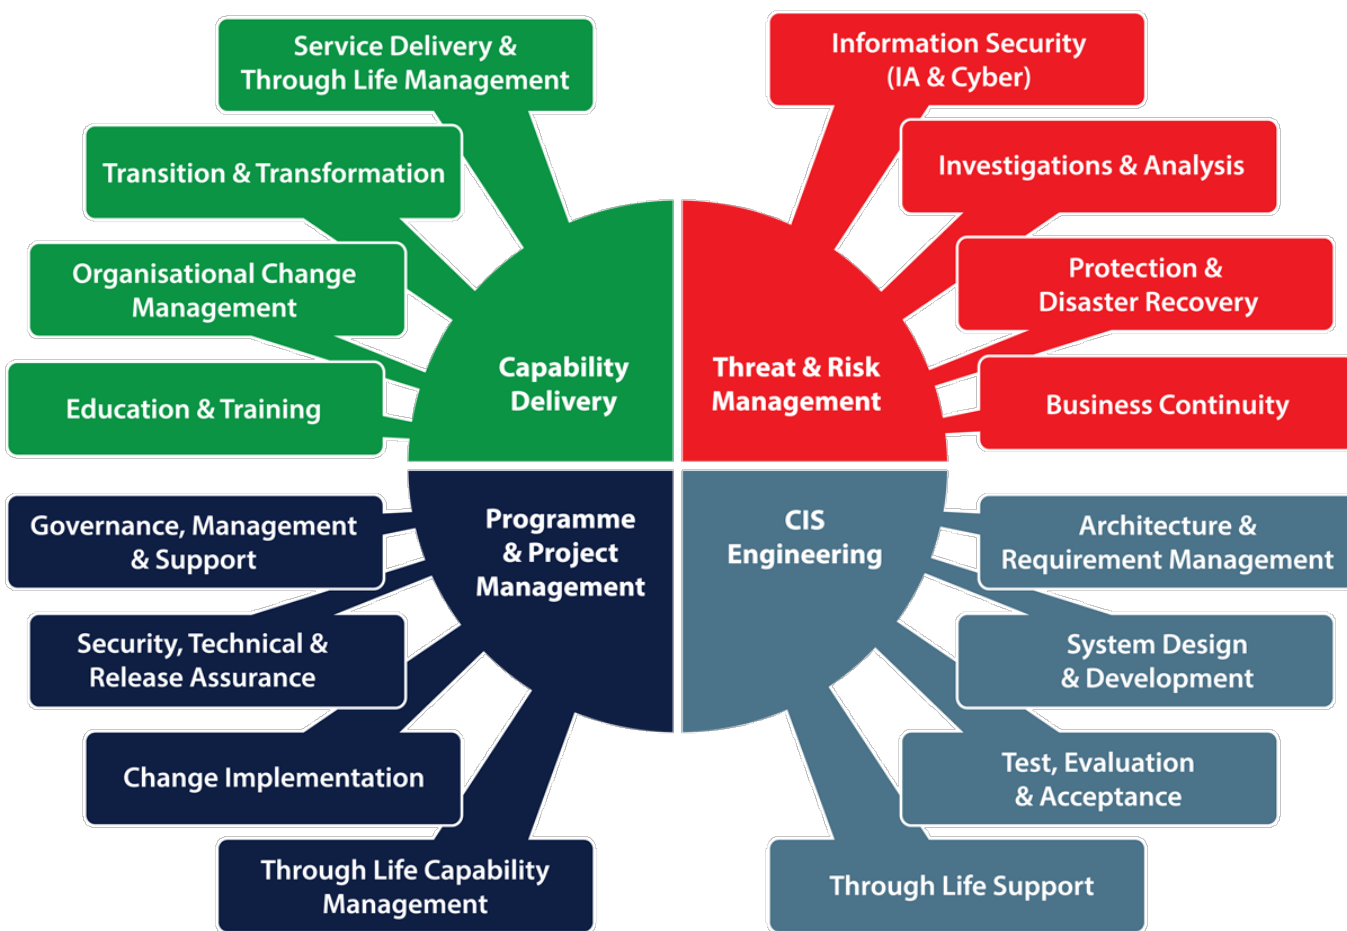 Service Delivery &
Through Life Management
Transition & Transformation
Organisational Change
Management
Education & Training
Capability
Delivery
Information Security
(IA & Cyber)
Investigations & Analysis
Protection &
Disaster Recovery
Business Continuity
Threat & Risk
Management
Governance, Management
& Support
Security, Technical &
Release Assurance
Change Implementation
Through Life Capability
Management
Programme
& Project
Management
CIS
Engineering
Architecture &
Requirement Management
System Design
& Development
Test, Evaluation
& Acceptance
Through Life Support